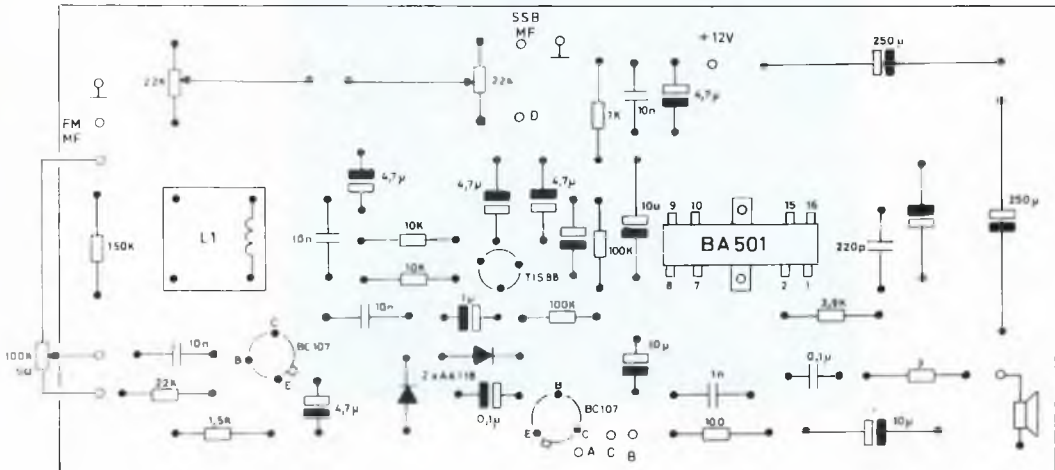 SSB
MF
+12V
250µ
22K
22K
4,7µ
1K
10n
FM
MF
D
4,7µ
4,7µ
4,7µ
10µ
9 10 15 16
BA501
250µ
150K
L1
10n
10K
100K
220p
10K
TIS88
8 7 2 1
10n
1µ
100K
3,9K
C
BC107
10n
100K
B
10µ
0,1µ
2
22K
E
2xAA118
1n
4,7µ
0,1µ
B
BC107
1,5K
E
C
100
10µ
A C B